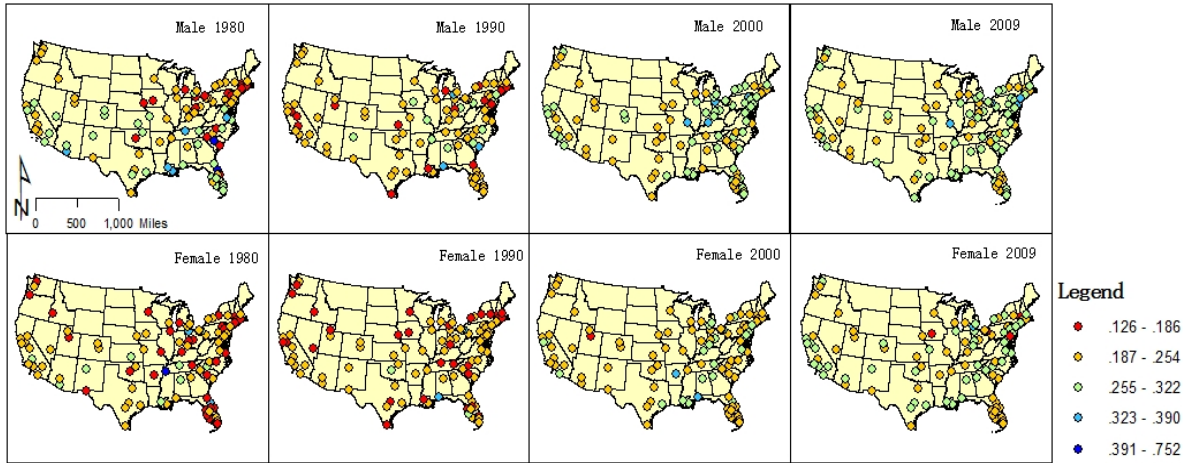 Male 1980
Male 1990
Male 2000
Male 2009
N
0 500 1,000 Miles
Female 1980
Female 1990
Female 2000
Female 2009
Legend
.126 - .186
.187 - .254
.255 - .322
.323 - .390
.391 - .752